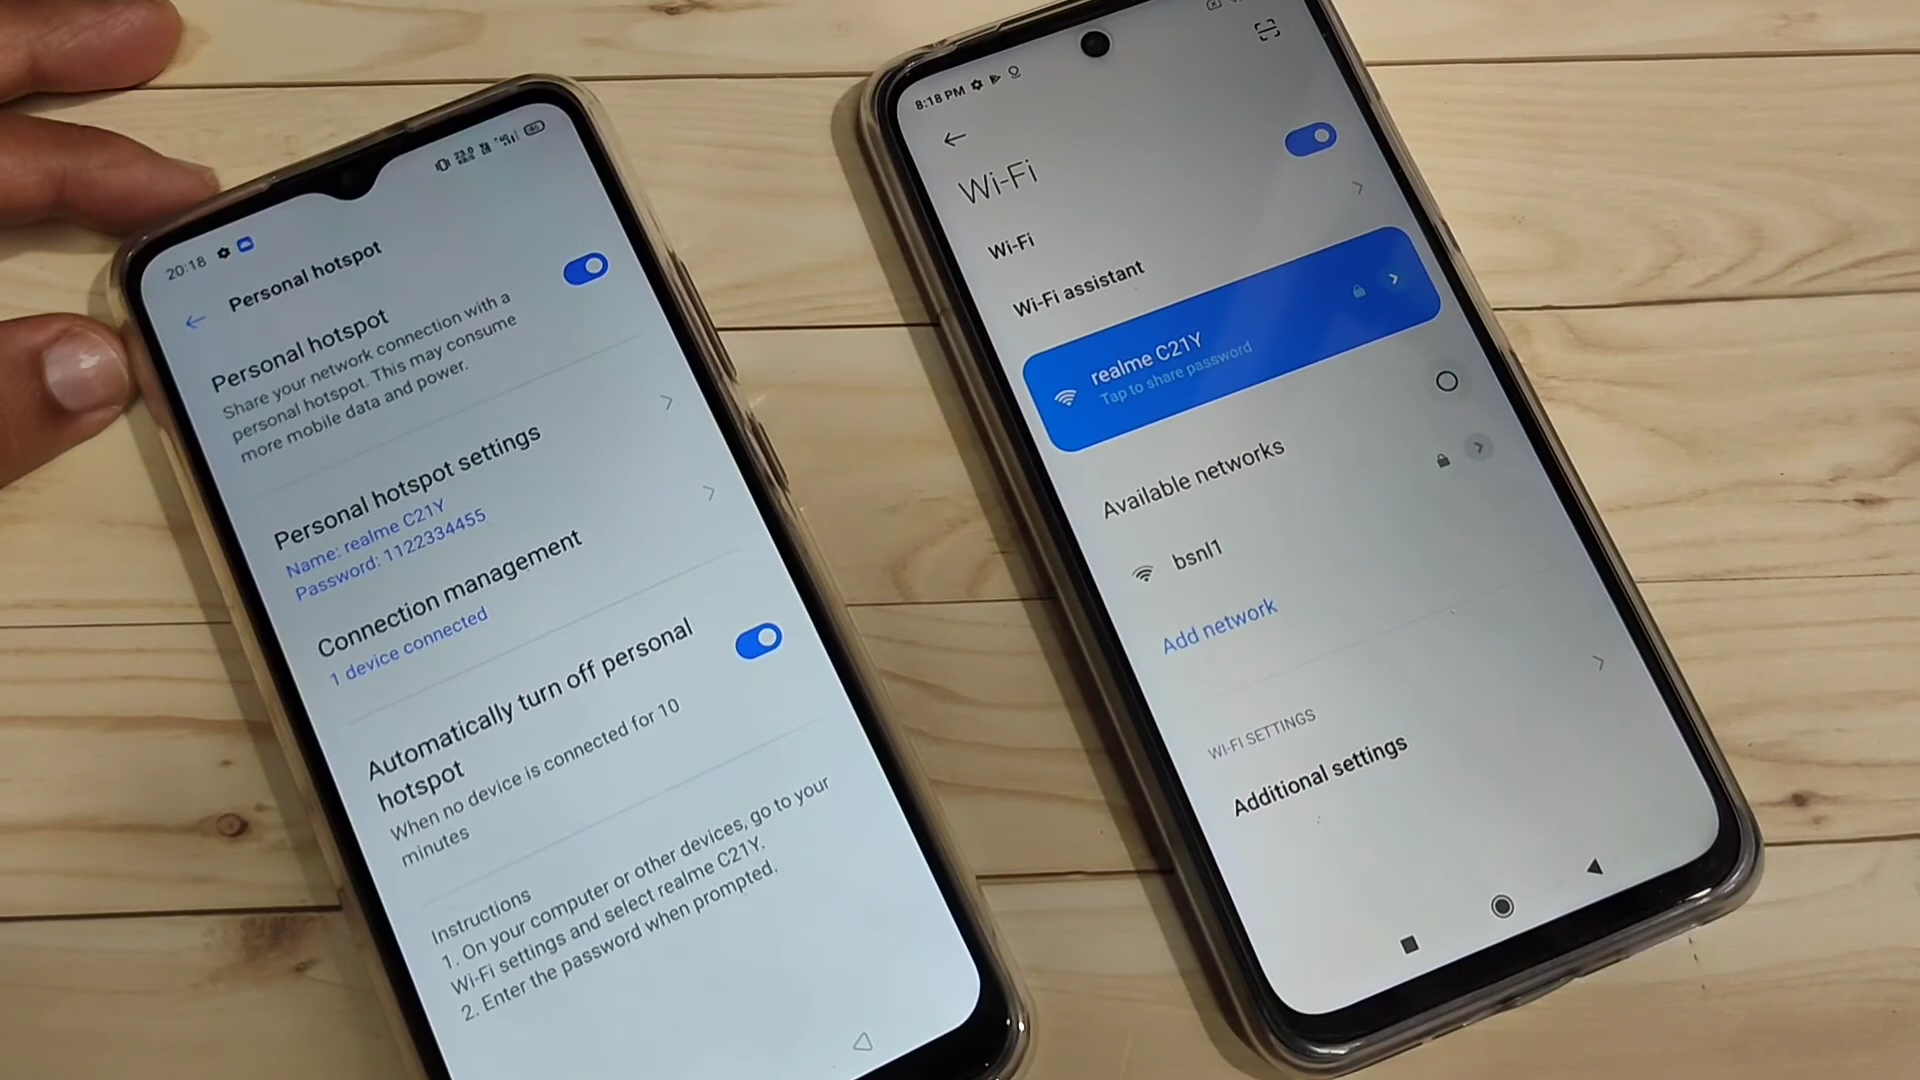 20:18
23.0
KB/S
Personal hotspot
Personal hotspot
Share your network connection with a
personal hotspot. This may consume
more mobile data and power.
Personal hotspot settings
Name: realme C21Y
Password: 1122334455
Connection management
1 device connected
Automatically turn off personal
hotspot
When no device is connected for 10
minutes
Instructions
1. On your computer or other devices, go to your
Wi-Fi settings and select realme C21Y.
2. Enter the password when prompted.
8:18 PM
Wi-Fi
Wi-Fi
Wi-Fi assistant
realme C21Y
Tap to share password
Available networks
bsnl1
Add network
WI-FI SETTINGS
Additional settings